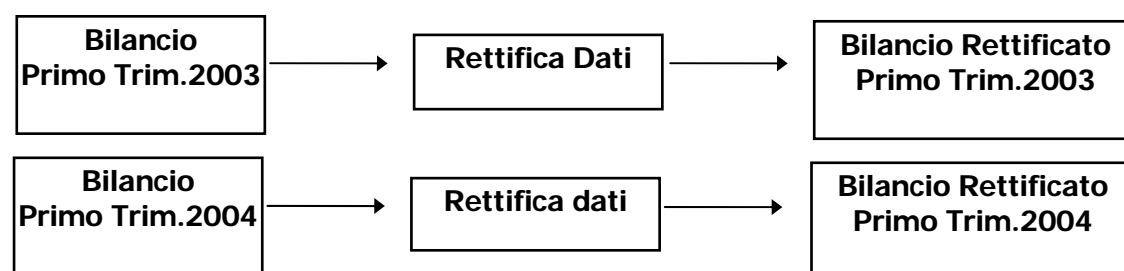 Bilancio
Primo Trim.2003
Rettifica Dati
Bilancio Rettificato
Primo Trim.2003
Bilancio
Primo Trim.2004
Rettifica dati
Bilancio Rettificato
Primo Trim.2004